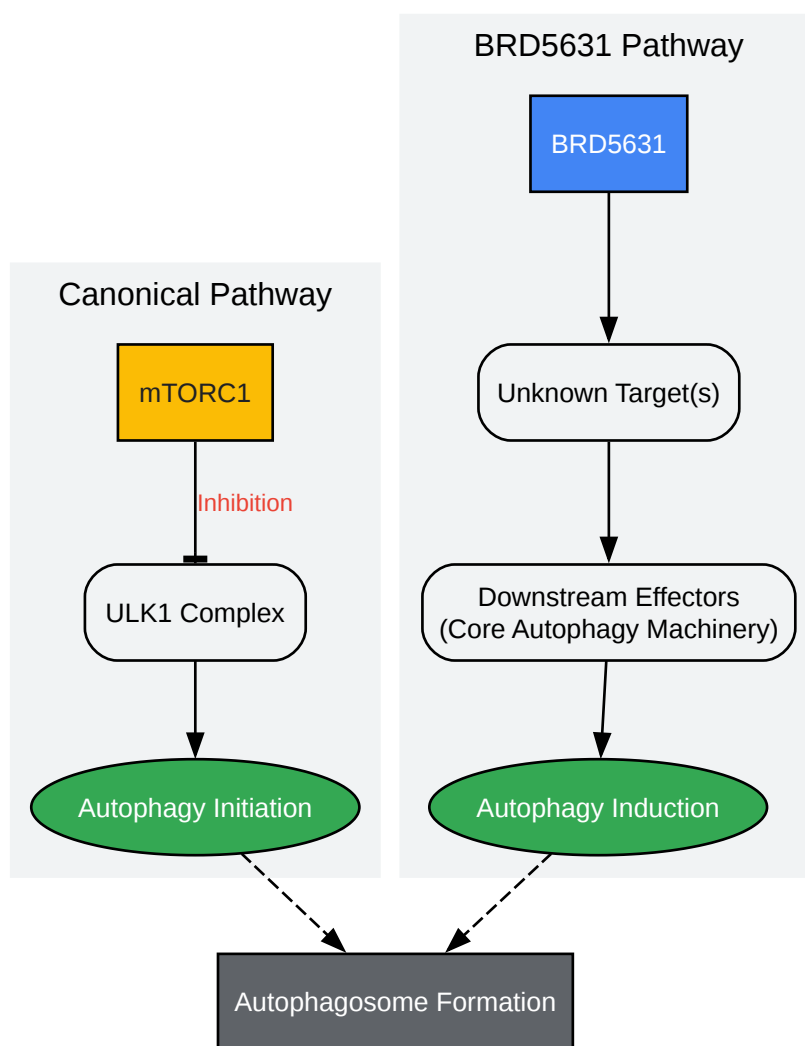 BRD5631 Pathway
BRD5631
Canonical Pathway
mTORC1
Unknown Target(s)
Inhibition
ULK1 Complex
Downstream Effectors
(Core Autophagy Machinery)
Autophagy Initiation
Autophagy Induction
Autophagosome Formation